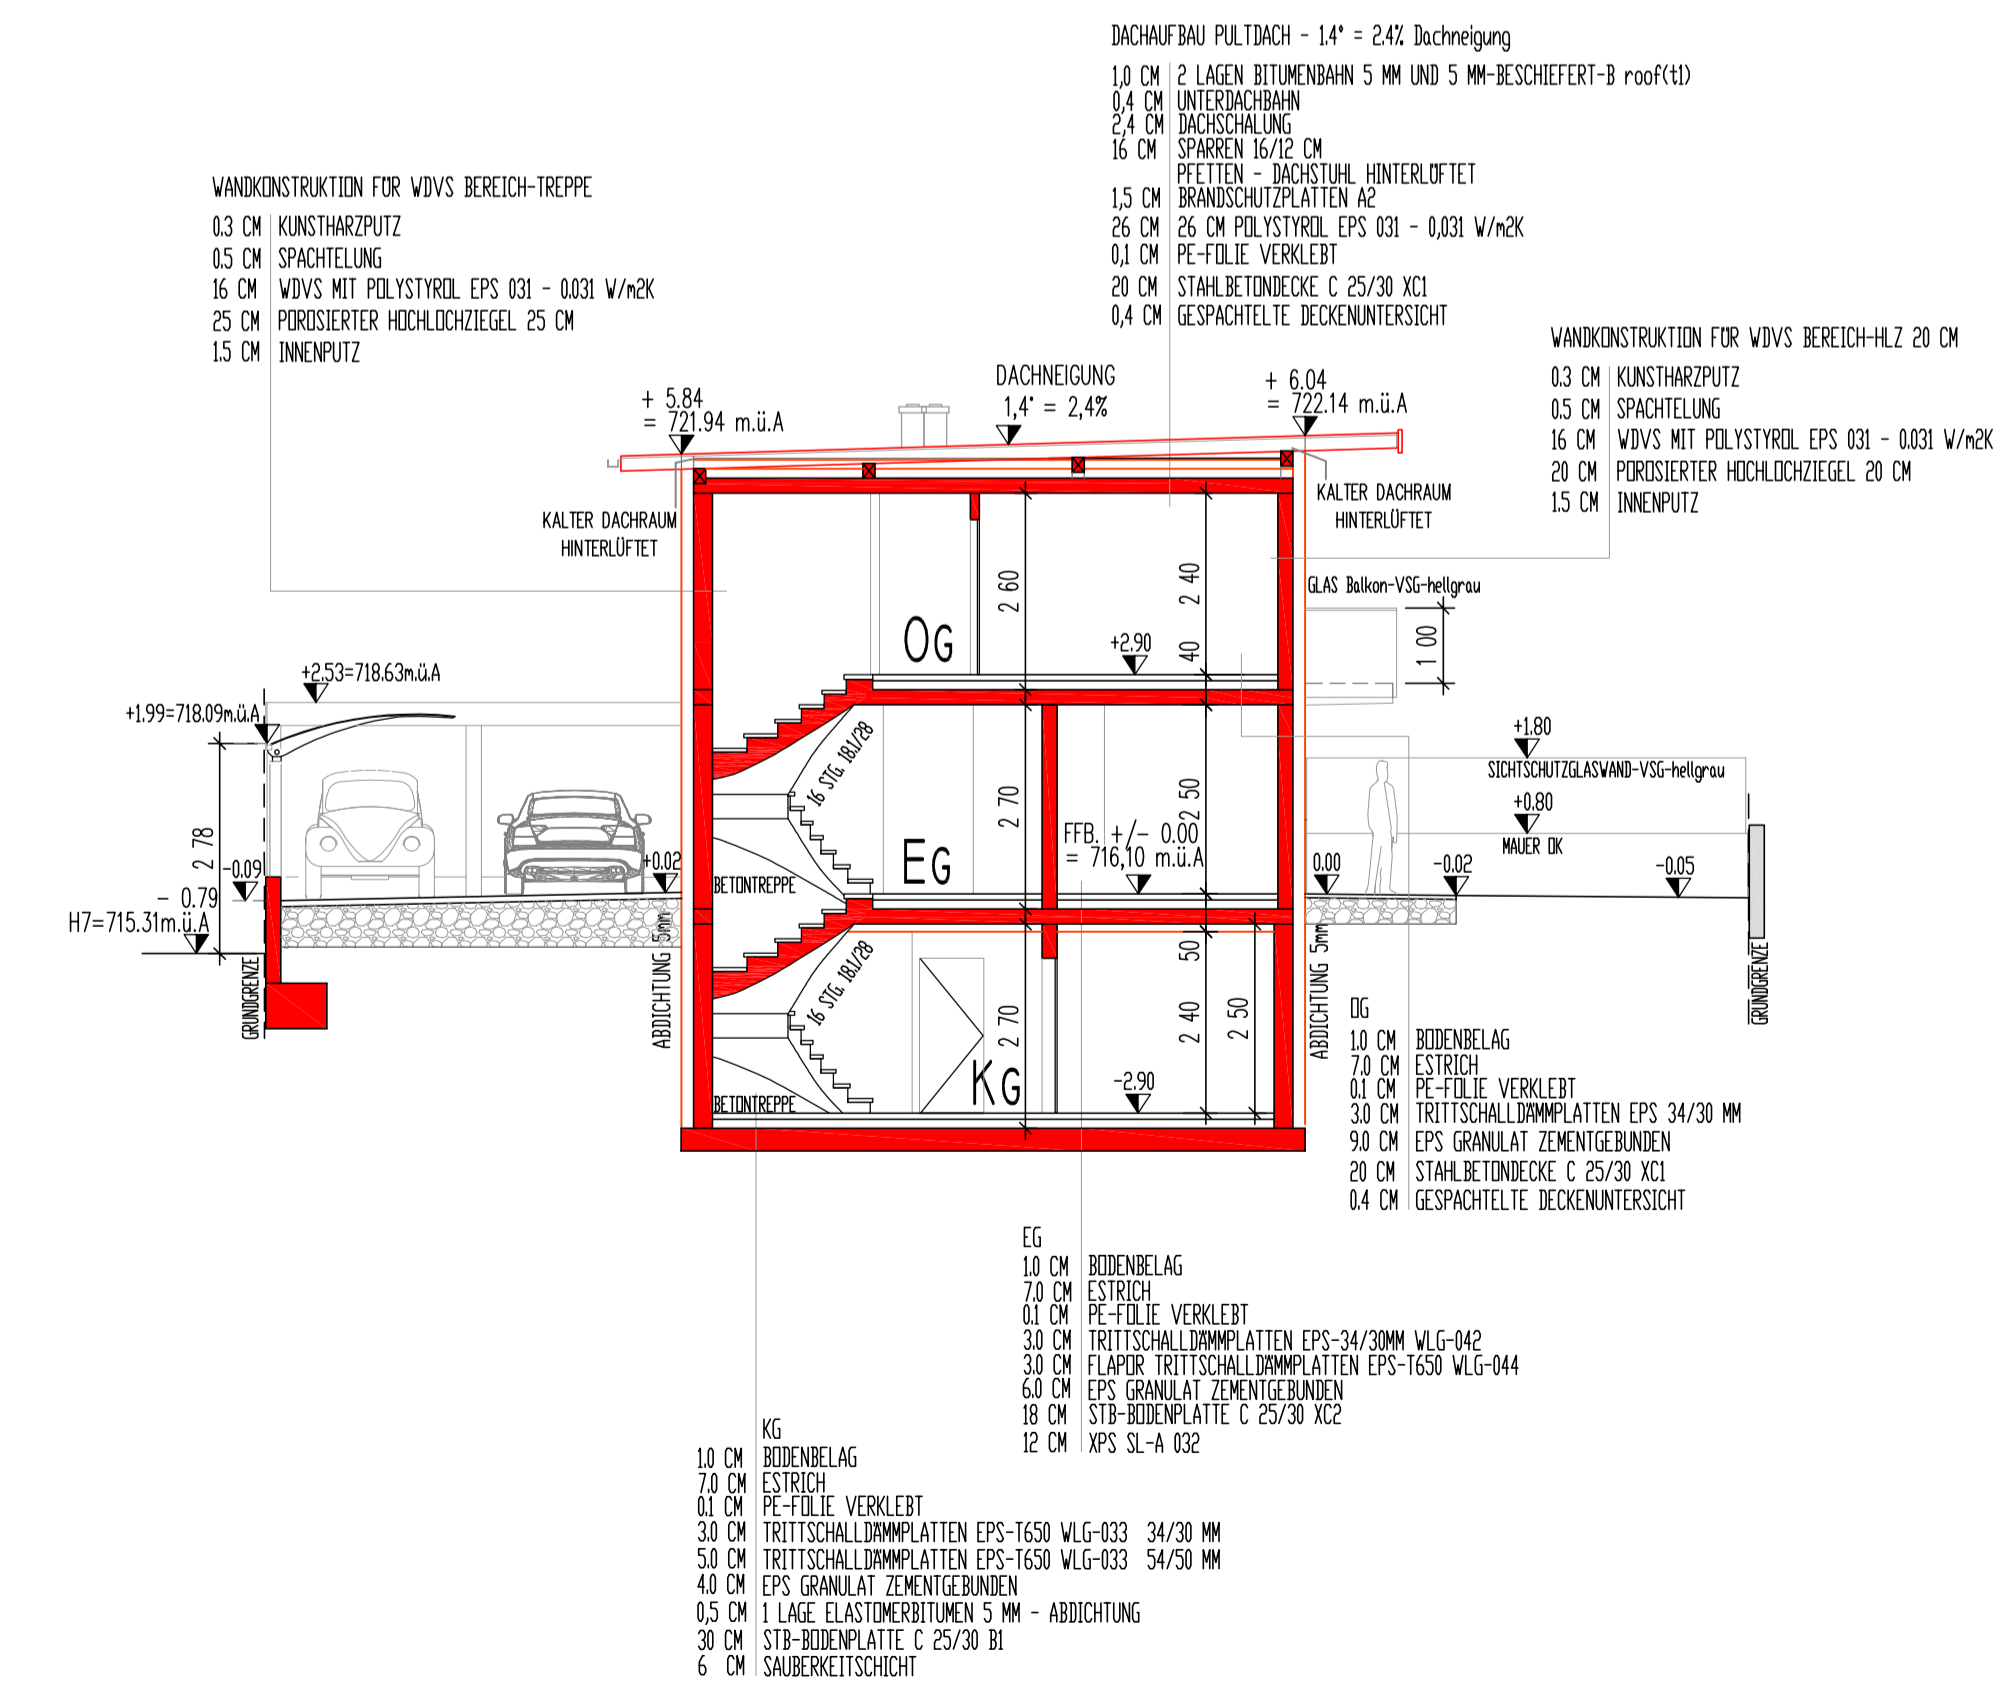 DACHAUFBAU PULTDACH - 1.4° = 2.4% Dachneigung
1,0 CM 2 LAGEN BITUMENBAHN 5 MM UND 5 MM-BESCHIEFERT-B roof(t1)
0,4 CM UNTERDACHBAHN
2,4 CM DACHSCHALUNG
16 CM SPARREN 16/12 CM
PFETTEN - DACHSTUHL HINTERLÜFTET
1,5 CM BRANDSCHUTZPLATTEN A2
26 CM 26 CM POLYSTYROL EPS 031 - 0,031 W/m2K
0,1 CM PE-FOLIE VERKLEBT
20 CM STAHLBETONDECKE C 25/30 XC1
0,4 CM GESPACHTELTE DECKENUNTERSICHT
WANDKONSTRUKTION FÜR WDVS BEREICH-TREPPE
0.3 CM KUNSTHARZPUTZ
0.5 CM SPACHTELUNG
16 CM WDVS MIT POLYSTYROL EPS 031 - 0.031 W/m2K
25 CM POROSIERTER HOCHLOCHZIEGEL 25 CM
1.5 CM INNENPUTZ
WANDKONSTRUKTION FÜR WDVS BEREICH-HLZ 20 CM
0.3 CM KUNSTHARZPUTZ
0.5 CM SPACHTELUNG
16 CM WDVS MIT POLYSTYROL EPS 031 - 0.031 W/m2K
20 CM POROSIERTER HOCHLOCHZIEGEL 20 CM
1.5 CM INNENPUTZ
+ 5.84
= 721.94 m.ü.A
DACHNEIGUNG
1,4° = 2,4%
+ 6.04
= 722.14 m.ü.A
KALTER DACHRAUM
HINTERLÜFTET
KALTER DACHRAUM
HINTERLÜFTET
2 60
2 40
GLAS Balkon-VSG-hellgrau
1 00
OG
+2.90
40
+2.53=718.63m.ü.A
+1.99=718.09m.ü.A
2 78
16 STG. 18.1/28
2 70
2 50
+1.80
SICHTSCHUTZGLASWAND-VSG-hellgrau
+0.80
MAUER OK
FFB. +/- 0.00
= 716,10 m.ü.A
EG
BETONTREPPE
-0.09
+0.02
0.00
-0.02
-0.05
- 0.79
H7=715.31m.ü.A
GRUNDGRENZE
ABDICHTUNG 5mm
16 STG. 18.1/28
2 70
50
2 40
2 50
ABDICHTUNG 5mm
GRUNDGRENZE
KG
-2.90
BETONTREPPE
OG
1.0 CM BODENBELAG
7.0 CM ESTRICH
0.1 CM PE-FOLIE VERKLEBT
3.0 CM TRITTSCHALLDÄMMPLATTEN EPS 34/30 MM
9.0 CM EPS GRANULAT ZEMENTGEBUNDEN
20 CM STAHLBETONDECKE C 25/30 XC1
0.4 CM GESPACHTELTE DECKENUNTERSICHT
EG
1.0 CM BODENBELAG
7.0 CM ESTRICH
0.1 CM PE-FOLIE VERKLEBT
3.0 CM TRITTSCHALLDÄMMPLATTEN EPS-34/30MM WLG-042
3.0 CM FLAPOR TRITTSCHALLDÄMMPLATTEN EPS-T650 WLG-044
6.0 CM EPS GRANULAT ZEMENTGEBUNDEN
18 CM STB-BODENPLATTE C 25/30 XC2
12 CM XPS SL-A 032
KG
1.0 CM BODENBELAG
7.0 CM ESTRICH
0.1 CM PE-FOLIE VERKLEBT
3.0 CM TRITTSCHALLDÄMMPLATTEN EPS-T650 WLG-033 34/30 MM
5.0 CM TRITTSCHALLDÄMMPLATTEN EPS-T650 WLG-033 54/50 MM
4.0 CM EPS GRANULAT ZEMENTGEBUNDEN
0,5 CM 1 LAGE ELASTOMERBITUMEN 5 MM - ABDICHTUNG
30 CM STB-BODENPLATTE C 25/30 B1
6 CM SAUBERKEITSCHICHT